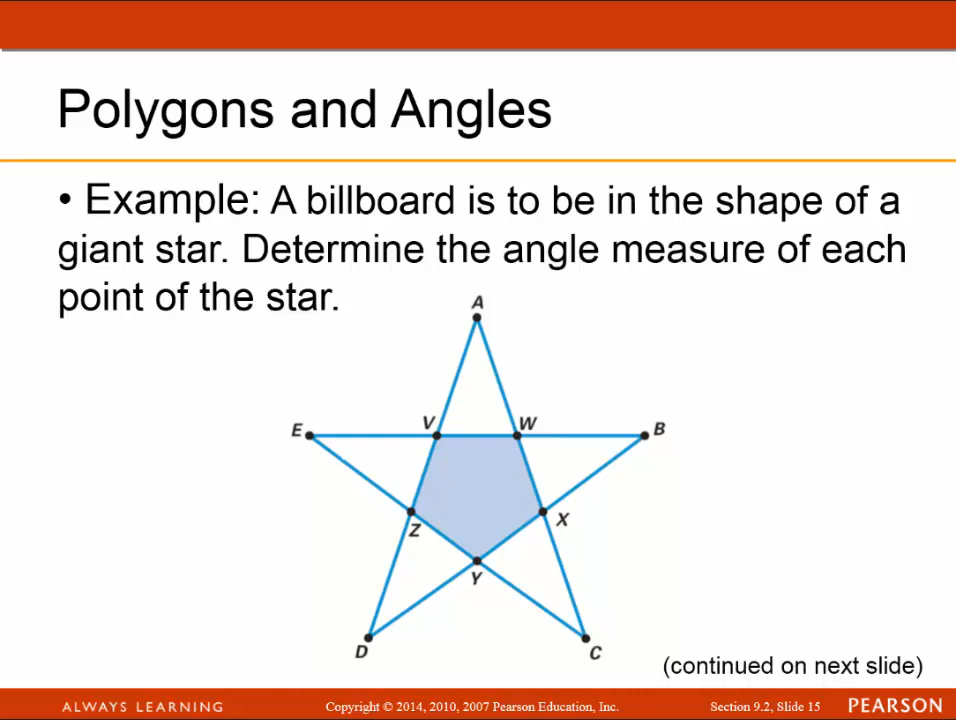 Polygons and Angles
• Example: A billboard is to be in the shape of a
giant star. Determine the angle measure of each
point of the star.
A
E
V
W
B
Z
X
Y
D
C
(continued on next slide)
ALWAYS LEARNING
Copyright © 2014, 2010, 2007 Pearson Education, Inc.
Section 9.2, Slide 15
PEARSON